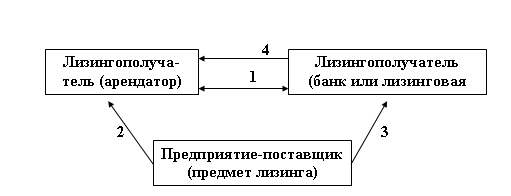 4
Лизингополуча-
тель (арендатор)
1
Лизингополучатель
(банк или лизинговая
2
3
Предприятие-поставщик
(предмет лизинга)